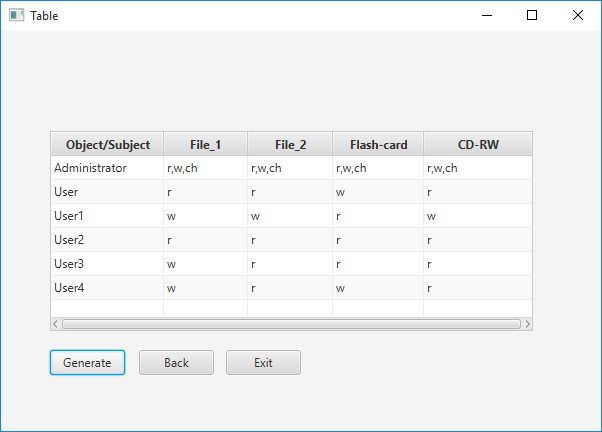 Table
Object/Subject File_1 File_2 Flash-card CD-RW
Administrator r,w,ch r,w,ch r,w,ch r,w,ch
User r r w r
User1 w w r w
User2 r r r r
User3 w r r r
User4 w r w r
Generate Back Exit